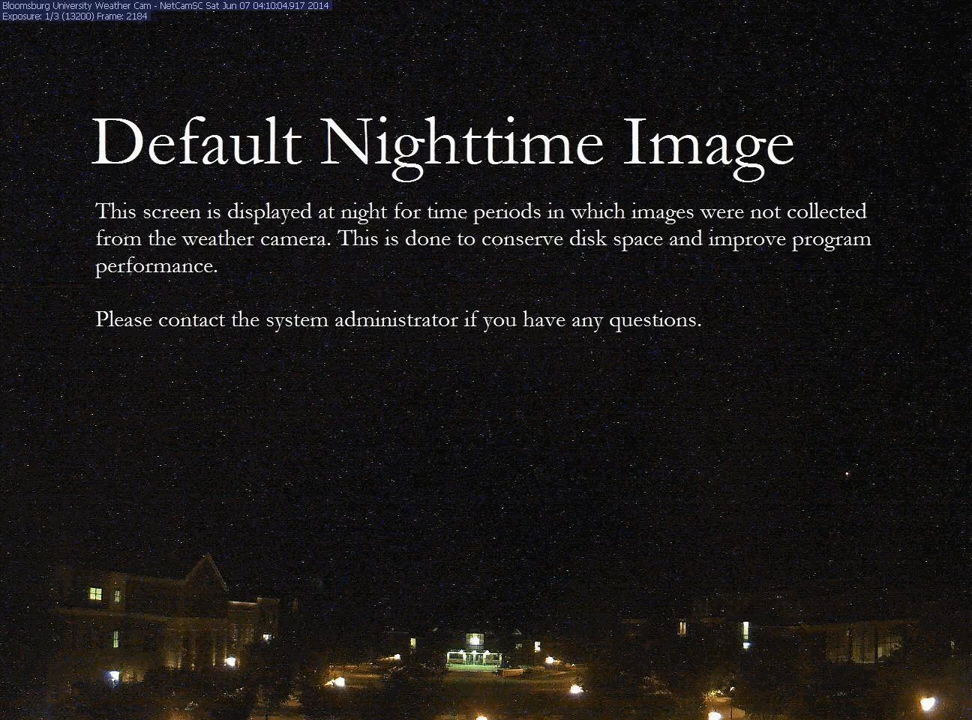 Bloomsburg University Weather Cam - NetCamSC Sat Jun 07 04:10:04.917 2014
Exposure: 1/3 (13200) Frame: 2184
Default Nighttime Image
This screen is displayed at night for time periods in which images were not collected
from the weather camera. This is done to conserve disk space and improve program
performance.
Please contact the system administrator if you have any questions.